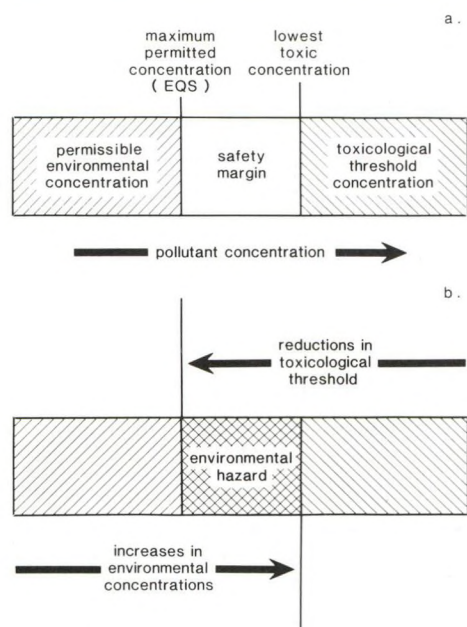 a.
maximum
permitted
concentration
( EQS )
lowest
toxic
concentration
permissible
environmental
concentration
safety
margin
toxicological
threshold
concentration
pollutant concentration
b.
reductions in
toxicological
threshold
environmental
hazard
increases in
environmental
concentrations